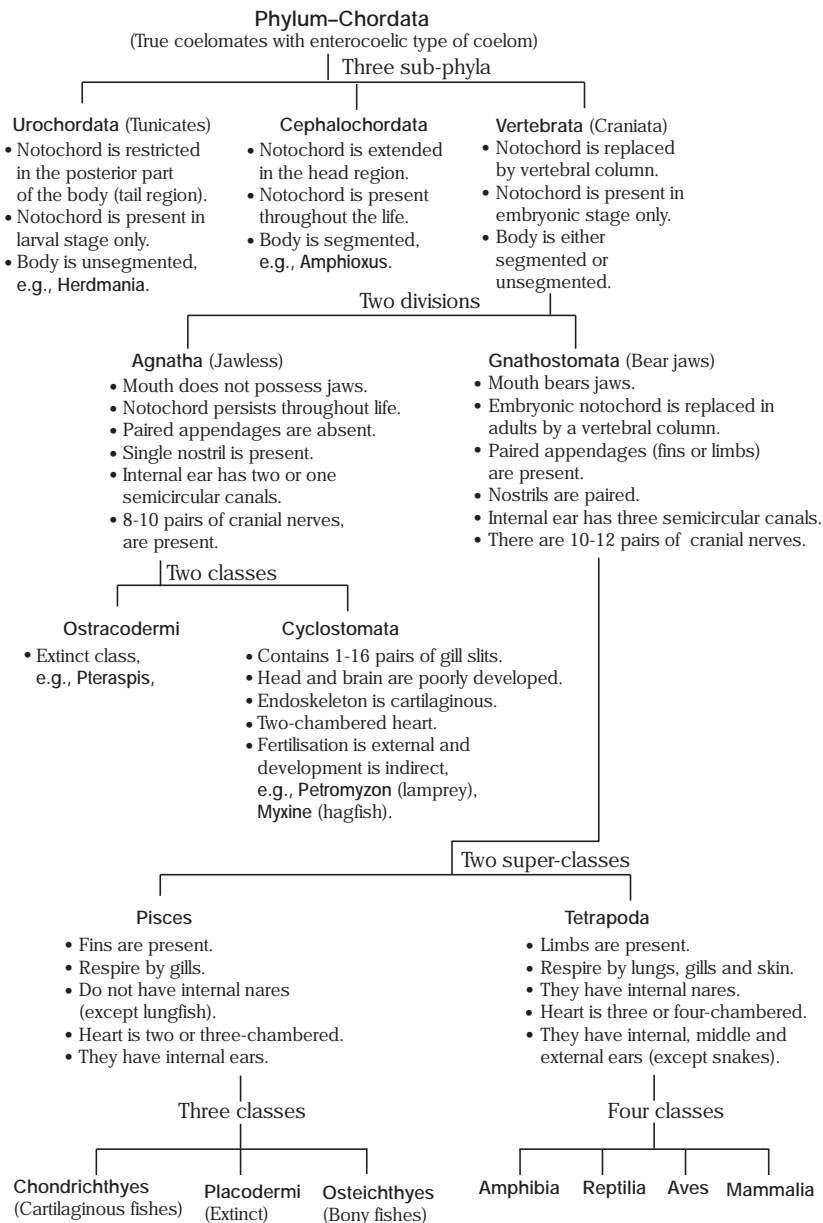 Phylum–Chordata
(True coelomates with enterocoelic type of coelom)
Three sub-phyla
Urochordata (Tunicates)
• Notochord is restricted
in the posterior part
of the body (tail region).
• Notochord is present in
larval stage only.
• Body is unsegmented,
e.g., Herdmania.
Cephalochordata
• Notochord is extended
in the head region.
• Notochord is present
throughout the life.
• Body is segmented,
e.g., Amphioxus.
Vertebrata (Craniata)
• Notochord is replaced
by vertebral column.
• Notochord is present in
embryonic stage only.
• Body is either
segmented or
unsegmented.
Two divisions
Agnatha (Jawless)
• Mouth does not possess jaws.
• Notochord persists throughout life.
• Paired appendages are absent.
• Single nostril is present.
• Internal ear has two or one
semicircular canals.
• 8-10 pairs of cranial nerves,
are present.
Gnathostomata (Bear jaws)
• Mouth bears jaws.
• Embryonic notochord is replaced in
adults by a vertebral column.
• Paired appendages (fins or limbs)
are present.
• Nostrils are paired.
• Internal ear has three semicircular canals.
• There are 10-12 pairs of cranial nerves.
Two classes
Ostracodermi
• Extinct class,
e.g., Pteraspis,
Cyclostomata
• Contains 1-16 pairs of gill slits.
• Head and brain are poorly developed.
• Endoskeleton is cartilaginous.
• Two-chambered heart.
• Fertilisation is external and
development is indirect,
e.g., Petromyzon (lamprey),
Myxine (hagfish).
Two super-classes
Pisces
• Fins are present.
• Respire by gills.
• Do not have internal nares
(except lungfish).
• Heart is two or three-chambered.
• They have internal ears.
Tetrapoda
• Limbs are present.
• Respire by lungs, gills and skin.
• They have internal nares.
• Heart is three or four-chambered.
• They have internal, middle and
external ears (except snakes).
Three classes
Chondrichthyes
(Cartilaginous fishes)
Placodermi
(Extinct)
Osteichthyes
(Bony fishes)
Four classes
Amphibia
Reptilia
Aves
Mammalia